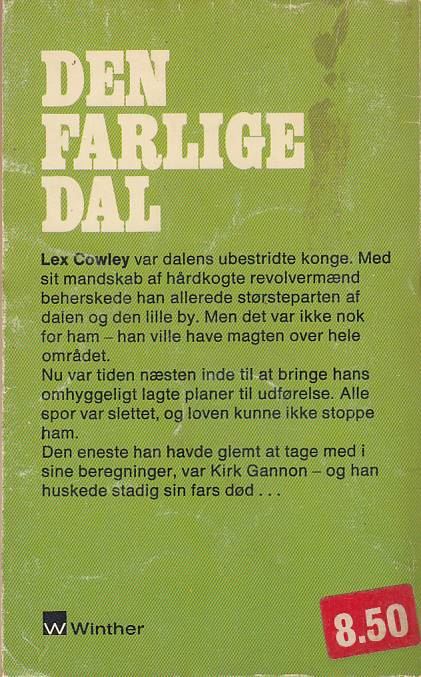 DEN
FARLIGE
DAL
Lex Cowley var dalens ubestridte konge. Med
sit mandskab af hårdkogte revolvermænd
beherskede han allerede størsteparten af
dalen og den lille by. Men det var ikke nok
for ham – han ville have magten over hele
området.
Nu var tiden næsten inde til at bringe hans
omhyggeligt lagte planer til udførelse. Alle
spor var slettet, og loven kunne ikke stoppe
ham.
Den eneste han havde glemt at tage med i
sine beregninger, var Kirk Gannon – og han
huskede stadig sin fars død . . .
W Winther
8.50